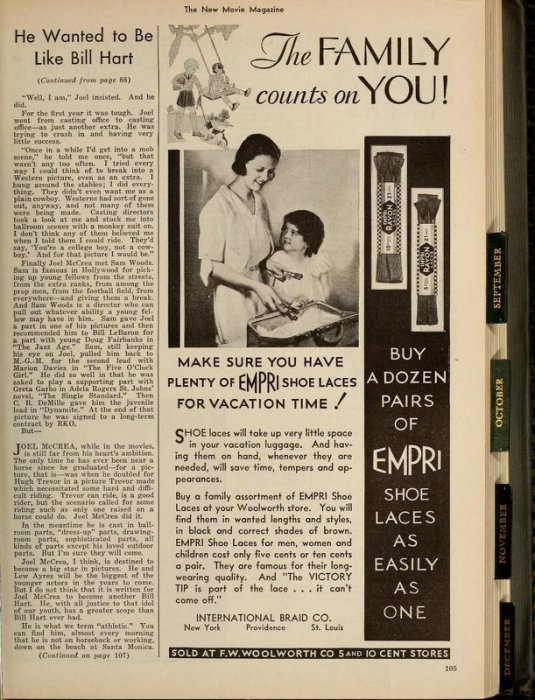 The New Movie Magazine
He Wanted to Be
Like Bill Hart
(Continued from page 88)
"Well, I am," Joel insisted. And he
did.
For the first year it was tough. Joel
went from casting office to casting
office—as just another extra. He was
trying to crash in and having very
little success.
"Once in a while I'd get into a mob
scene," he told me once, "but that
wasn't any too often. I tried every
way I could think of to break into a
Western picture, even as an extra. I
hung around the stables; I did every-
thing. They didn't even want me as a
plain cowboy. Westerns had sort of gone
out, anyway, and not many of them
were being made. Casting directors
took a look at me and stuck me into
ballroom scenes with a monkey suit on.
I don't think any of them believed me
when I told them I could ride. They'd
say, 'You're a college boy, not a cow-
boy.' And for that picture I would be."
Finally Joel McCrea met Sam Woods.
Sam is famous in Hollywood for pick-
ing up young fellows from the streets,
from the extra ranks, from among the
prop men, from the football field, from
everywhere—and giving them a break.
And Sam Woods is a director who can
pull out whatever ability a young fel-
low may have in him. Sam gave Joel
a part in one of his pictures and then
recommended him to Bill LeBaron for
a part with young Doug Fairbanks in
"The Jazz Age." Sam, still keeping
his eye on Joel, pulled him back to
M.-G.-M. for the second lead with
Marion Davies in "The Five O'Clock
Girl." He did so well in that he was
asked to play a supporting part with
Greta Garbo in Adela Rogers St. Johns'
novel, "The Single Standard." Then
C. B. DeMille gave him the juvenile
lead in "Dynamite." At the end of that
picture he was signed to a long-term
contract by RKO.
But—
JOEL McCREA, while in the movies,
is still far from his heart's ambition.
The only time he has ever been near a
horse since he graduated—for a pic-
ture, that is—was when he doubled for
Hugh Trevor in a picture Trevor made
which necessitated some hard and diffi-
cult riding. Trevor can ride, is a good
rider, but the scenario called for some
riding such as only one raised on a
horse could do. Joel McCrea did it.
In the meantime he is cast in ball-
room parts, "dress-up" parts, drawing-
room parts, sophisticated parts, all
kinds of parts except his loved outdoor
parts. But I'm sure they will come.
Joel McCrea, I think, is destined to
become a big star in pictures. He and
Lew Ayres will be the biggest of the
younger actors in the years to come.
But I do not think that it is written for
Joel McCrea to become another Bill
Hart. He, with all justice to that idol
of our youth, has a greater scope than
Bill Hart ever had.
He is what we term "athletic." You
can find him, almost every morning
that he is not on horseback or working,
down on the beach at Santa Monica.
(Continued on page 107)
The FAMILY
counts on YOU!
RAYON
RAYON
MAKE SURE YOU HAVE
PLENTY OF EMPRI SHOE LACES
FOR VACATION TIME!
SHOE laces will take up very little space
in your vacation luggage. And hav-
ing them on hand, whenever they are
needed, will save time, tempers and ap-
pearances.
Buy a family assortment of EMPRI Shoe
Laces at your Woolworth store. You will
find them in wanted lengths and styles,
in black and correct shades of brown.
EMPRI Shoe Laces for men, women and
children cost only five cents or ten cents
a pair. They are famous for their long-
wearing quality. And "The VICTORY
TIP is part of the lace . . . it can't
come off."
INTERNATIONAL BRAID CO.
New York Providence St. Louis
BUY
A DOZEN
PAIRS
OF
EMPRI
SHOE
LACES
AS
EASILY
AS
ONE
SOLD AT F.W. WOOLWORTH CO 5 AND 10 CENT STORES
105
SEPTEMBER
OCTOBER
NOVEMBER
DECEMBER